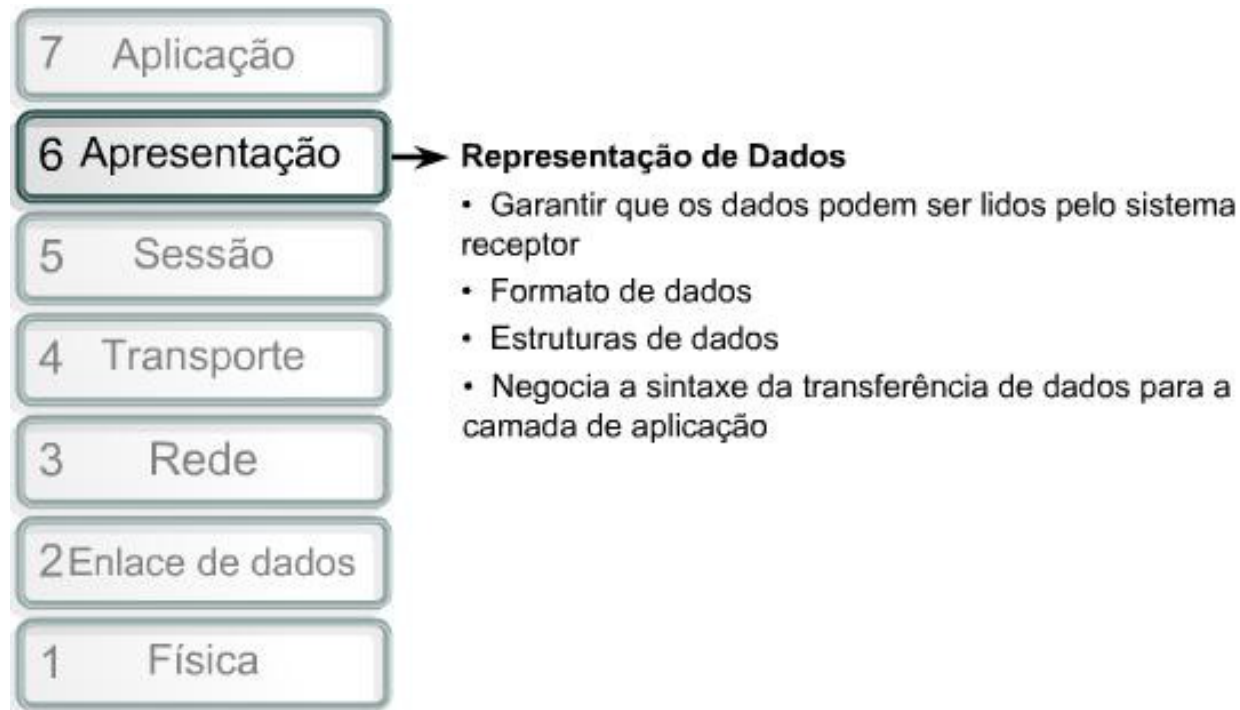 7 Aplicação
6 Apresentação
Representação de Dados
• Garantir que os dados podem ser lidos pelo sistema
receptor
• Formato de dados
• Estruturas de dados
• Negocia a sintaxe da transferência de dados para a
camada de aplicação
5 Sessão
4 Transporte
3 Rede
2 Enlace de dados
1 Física